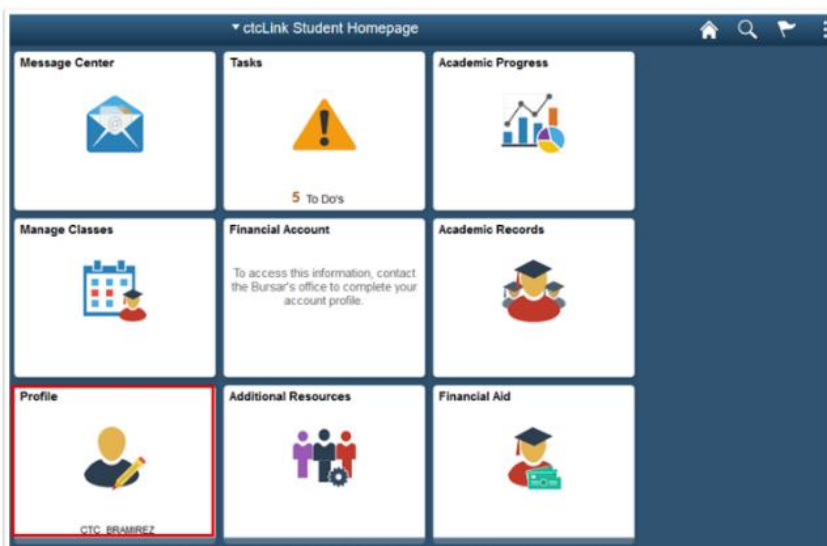 ctcLink Student Homepage
Message Center
Tasks
Academic Progress
5 To Do's
Manage Classes
Financial Account
Academic Records
To access this information, contact
the Bursar's office to complete your
account profile.
Profile
Additional Resources
Financial Aid
CTC_BRAMIREZ